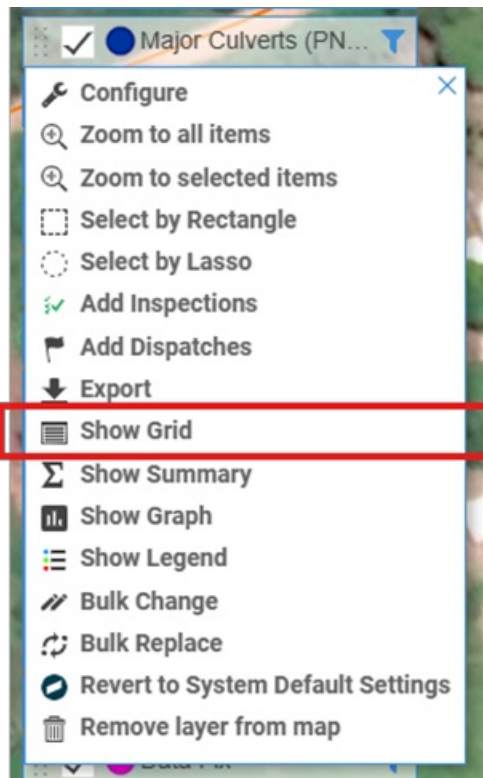 Major Culverts (PN...
Configure
Zoom to all items
Zoom to selected items
Select by Rectangle
Select by Lasso
Add Inspections
Add Dispatches
Export
Show Grid
Show Summary
Show Graph
Show Legend
Bulk Change
Bulk Replace
Revert to System Default Settings
Remove layer from map